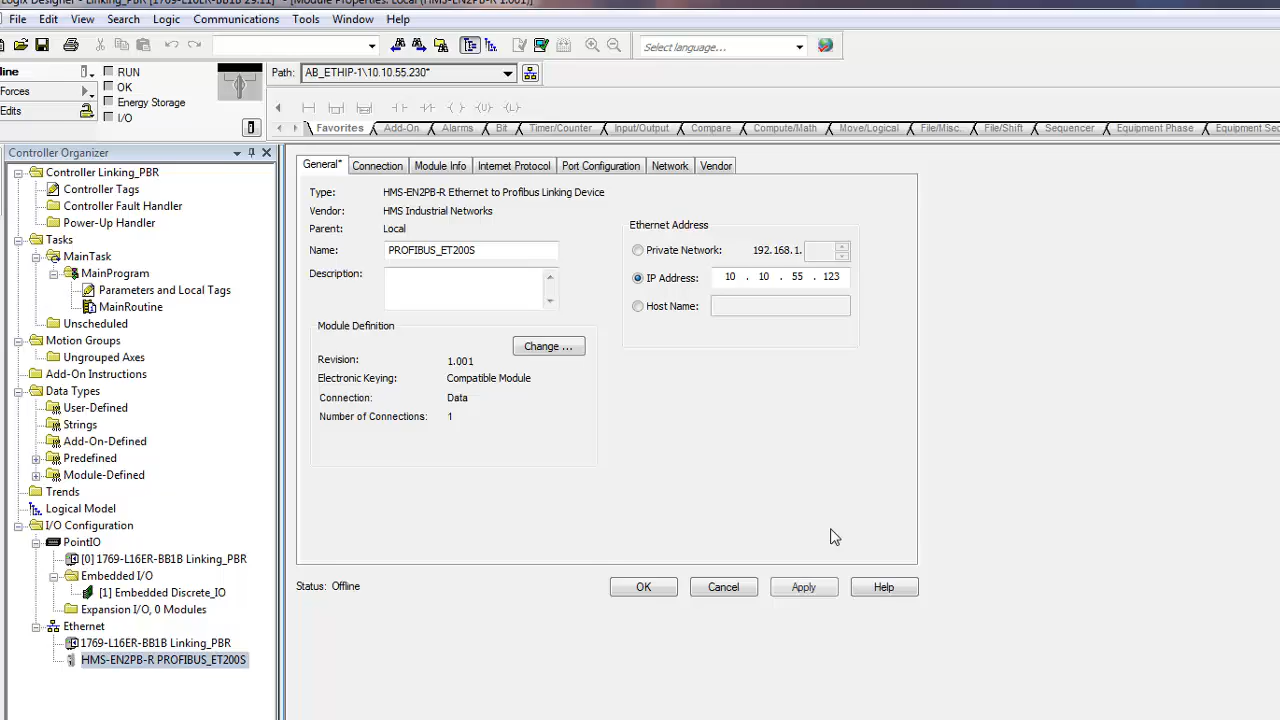 Logix Designer - Linking_PBR [1769-L16ER-BB1B 29.11] - [Module Properties: Local (HMS-EN2PB-R 1.001)]
File Edit View Search Logic Communications Tools Window Help
Select language...
line
RUN
Path: AB_ETHIP-1\10.10.55.230*
OK
Forces
Energy Storage
Edits
I/O
Favorites Add-On Alarms Bit Timer/Counter Input/Output Compare Compute/Math Move/Logical File/Misc. File/Shift Sequencer Equipment Phase Equipment Seq
Controller Organizer
Controller Linking_PBR
Controller Tags
Controller Fault Handler
Power-Up Handler
Tasks
MainTask
MainProgram
Parameters and Local Tags
MainRoutine
Unscheduled
Motion Groups
Ungrouped Axes
Add-On Instructions
Data Types
User-Defined
Strings
Add-On-Defined
Predefined
Module-Defined
Trends
Logical Model
I/O Configuration
PointIO
[0] 1769-L16ER-BB1B Linking_PBR
Embedded I/O
[1] Embedded Discrete_IO
Expansion I/O, 0 Modules
Ethernet
1769-L16ER-BB1B Linking_PBR
HMS-EN2PB-R PROFIBUS_ET200S
General* Connection Module Info Internet Protocol Port Configuration Network Vendor
Type: HMS-EN2PB-R Ethernet to Profibus Linking Device
Vendor: HMS Industrial Networks
Parent: Local
Name: PROFIBUS_ET200S
Description:
Ethernet Address
Private Network: 192.168.1.
IP Address: 10 . 10 . 55 . 123
Host Name:
Module Definition
Change ...
Revision: 1.001
Electronic Keying: Compatible Module
Connection: Data
Number of Connections: 1
Status: Offline
OK Cancel Apply Help